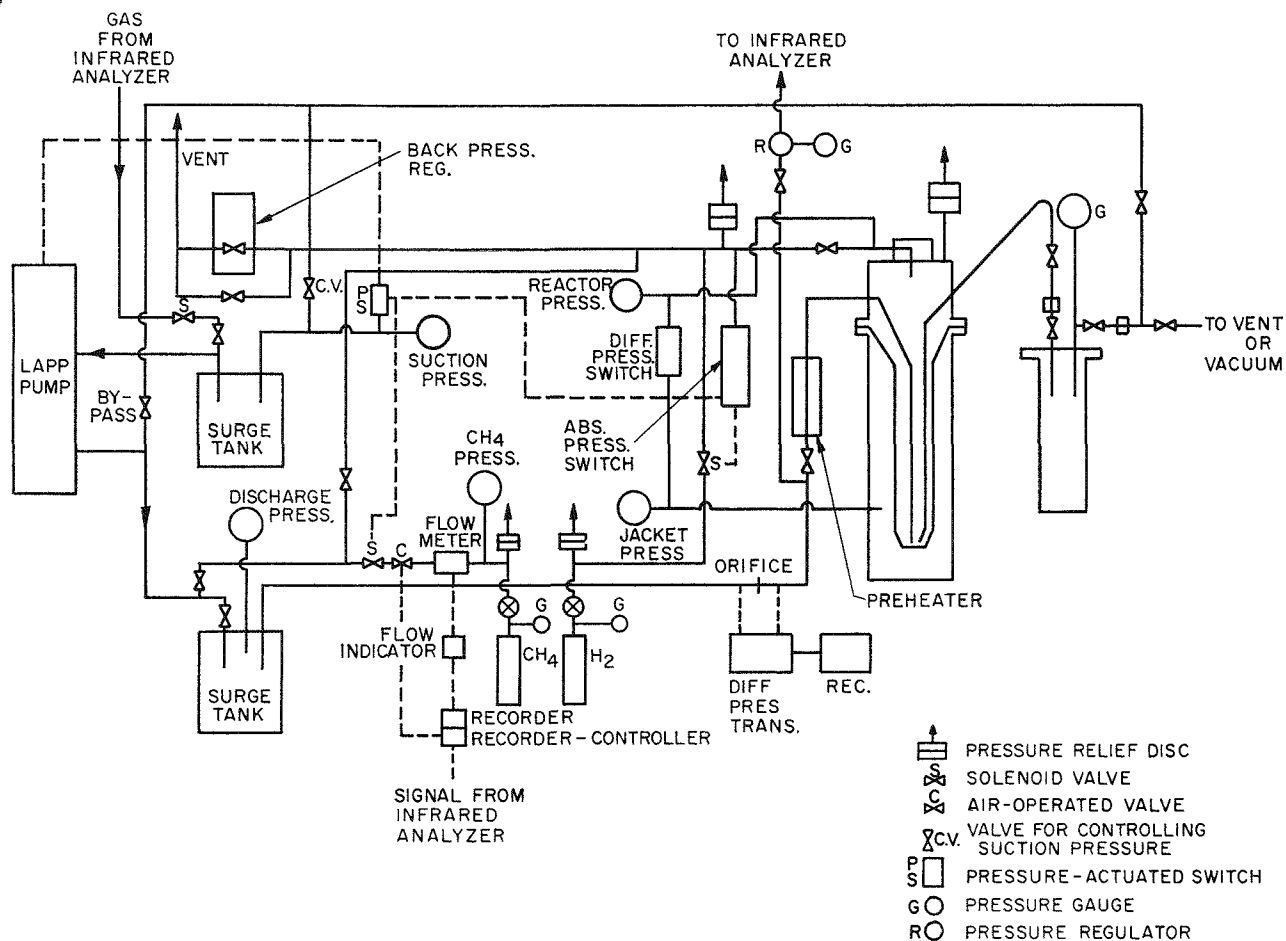 GAS
FROM
INFRARED
ANALYZER
TO INFRARED
ANALYZER
R
G
VENT
BACK PRESS.
REG.
G
S
C.V.
P
S
REACTOR
PRESS.
SUCTION
PRESS.
DIFF.
PRESS.
SWITCH
TO VENT
OR
VACUUM
LAPP
PUMP
BY-
PASS
SURGE
TANK
CH4
PRESS.
ABS.
PRESS.
SWITCH
S
DISCHARGE
PRESS.
FLOW
METER
JACKET
PRESS
S
C
ORIFICE
PREHEATER
G
G
FLOW
INDICATOR
CH4
H2
SURGE
TANK
DIFF
PRES
TRANS.
REC.
RECORDER
RECORDER-CONTROLLER
SIGNAL FROM
INFRARED
ANALYZER
PRESSURE RELIEF DISC
S SOLENOID VALVE
C AIR-OPERATED VALVE
C.V. VALVE FOR CONTROLLING
SUCTION PRESSURE
P
S PRESSURE-ACTUATED SWITCH
G PRESSURE GAUGE
R PRESSURE REGULATOR